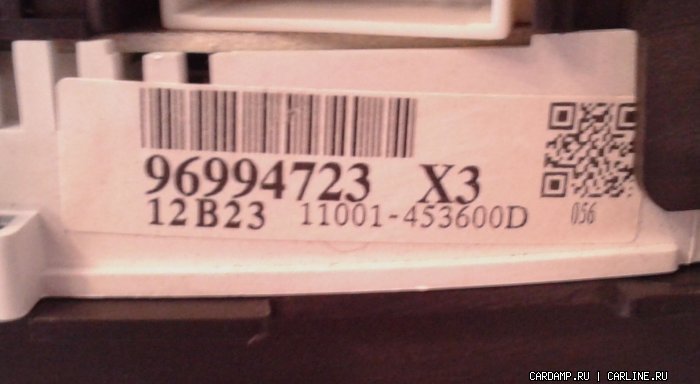 96994723 X3
12B23 11001-453600D
056
CARDAMP.RU | CARLINE.RU